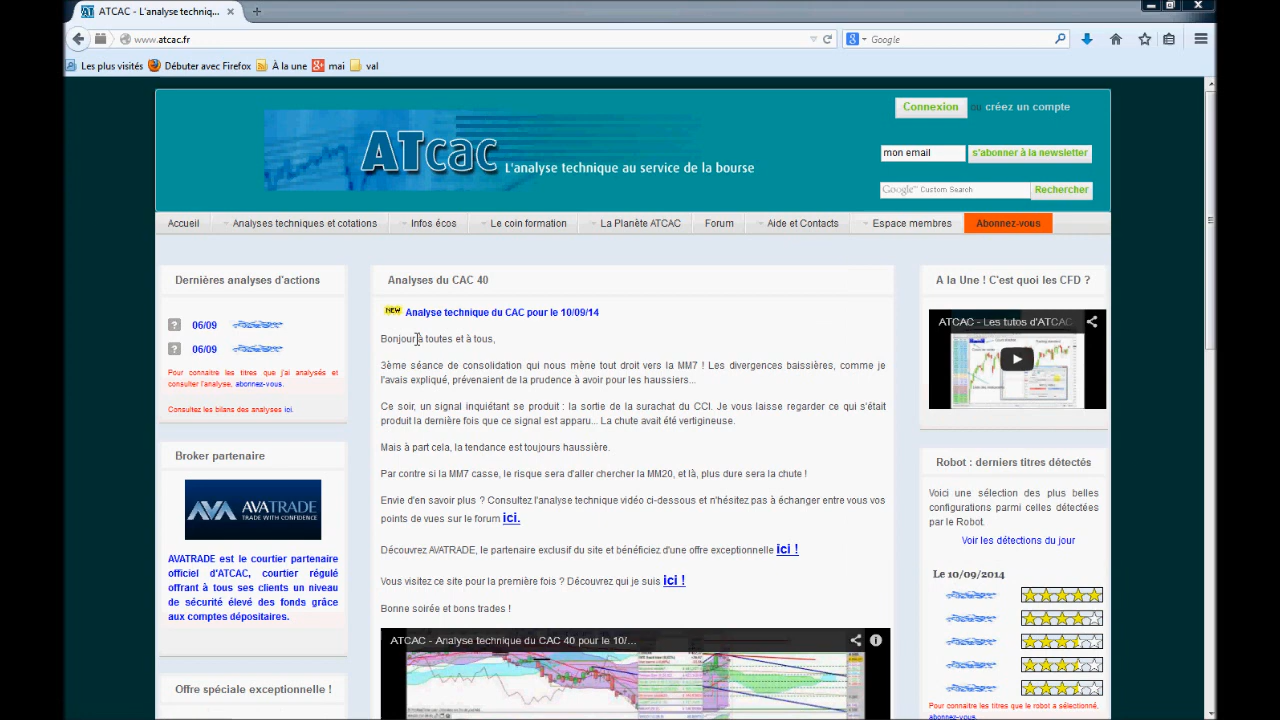 ATCAC - L'analyse techniq...
www.atcac.fr
Google
Les plus visités
Débuter avec Firefox
À la une
mai
val
ATcac
L'analyse technique au service de la bourse
Connexion ou créez un compte
mon email
s'abonner à la newsletter
Google™ Custom Search
Rechercher
Accueil
Analyses techniques et cotations
Infos écos
Le coin formation
La Planète ATCAC
Forum
Aide et Contacts
Espace membres
Abonnez-vous
Dernières analyses d'actions
? 06/09
? 06/09
Pour connaitre les titres que j'ai analysés et
consulter l'analyse, abonnez-vous.
Consultez les bilans des analyses ici.
Broker partenaire
AVATRADE
TRADE WITH CONFIDENCE
AVATRADE est le courtier partenaire
officiel d'ATCAC, courtier régulé
offrant à tous ses clients un niveau
de sécurité élevé des fonds grâce
aux comptes dépositaires.
Offre spéciale exceptionnelle !
Analyses du CAC 40
NEW Analyse technique du CAC pour le 10/09/14
Bonjour à toutes et à tous,
3ème séance de consolidation qui nous mène tout droit vers la MM7 ! Les divergences baissières, comme je
l'avais expliqué, prévenaient de la prudence à avoir pour les haussiers...
Ce soir, un signal inquiétant se produit : la sortie de la surachat du CCI. Je vous laisse regarder ce qui s'était
produit la dernière fois que ce signal est apparu... La chute avait été vertigineuse.
Mais à part cela, la tendance est toujours haussière.
Par contre si la MM7 casse, le risque sera d'aller chercher la MM20, et là, plus dure sera la chute !
Envie d'en savoir plus ? Consultez l'analyse technique vidéo ci-dessous et n'hésitez pas à échanger entre vous vos
points de vues sur le forum ici.
Découvrez AVATRADE, le partenaire exclusif du site et bénéficiez d'une offre exceptionnelle ici !
Vous visitez ce site pour la première fois ? Découvrez qui je suis ici !
Bonne soirée et bons trades !
ATCAC - Analyse technique du CAC 40 pour le 10/...
A la Une ! C'est quoi les CFD ?
ATCAC - Les tutos d'ATCAC
Robot : derniers titres détectés
Voici une sélection des plus belles
configurations parmi celles détectées
par le Robot.
Voir les détections du jour
Le 10/09/2014
Pour connaitre les titres que le robot a sélectionné,
abonnez-vous.